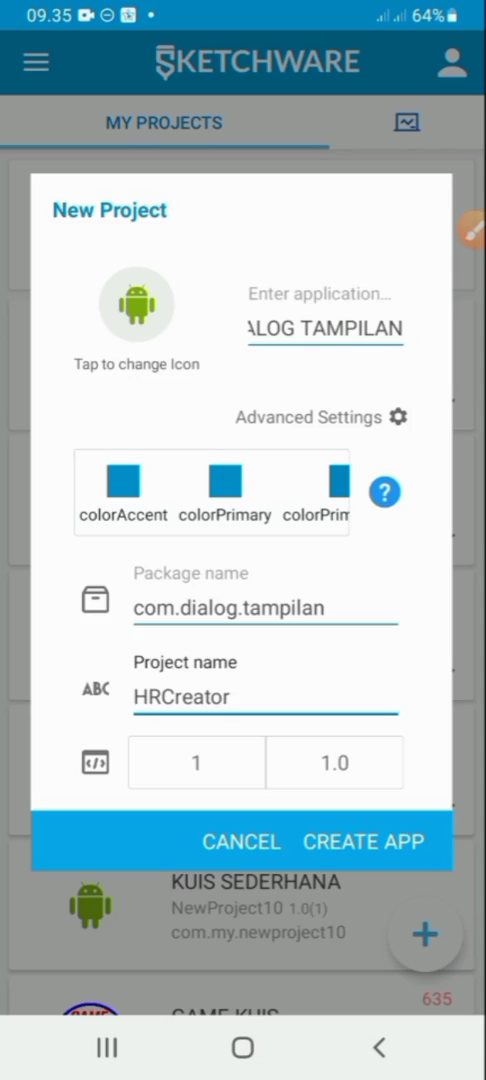 09.35
64%
SKETCHWARE
MY PROJECTS
New Project
Enter application...
ALOG TAMPILAN
Tap to change Icon
Advanced Settings
?
colorAccent colorPrimary colorPrim
Package name
com.dialog.tampilan
Project name
ABC HRCreator
1 1.0
CANCEL CREATE APP
KUIS SEDERHANA
NewProject10 1.0(1)
com.my.newproject10
+
635
GAME KUIS